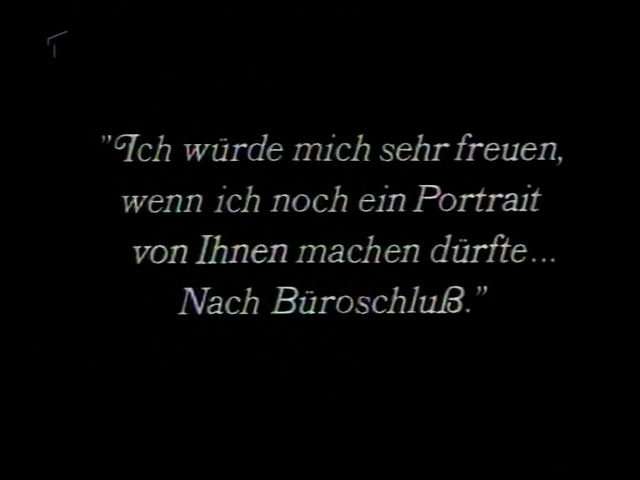 "Ich würde mich sehr freuen,
wenn ich noch ein Portrait
von Ihnen machen dürfte...
Nach Büroschluß."